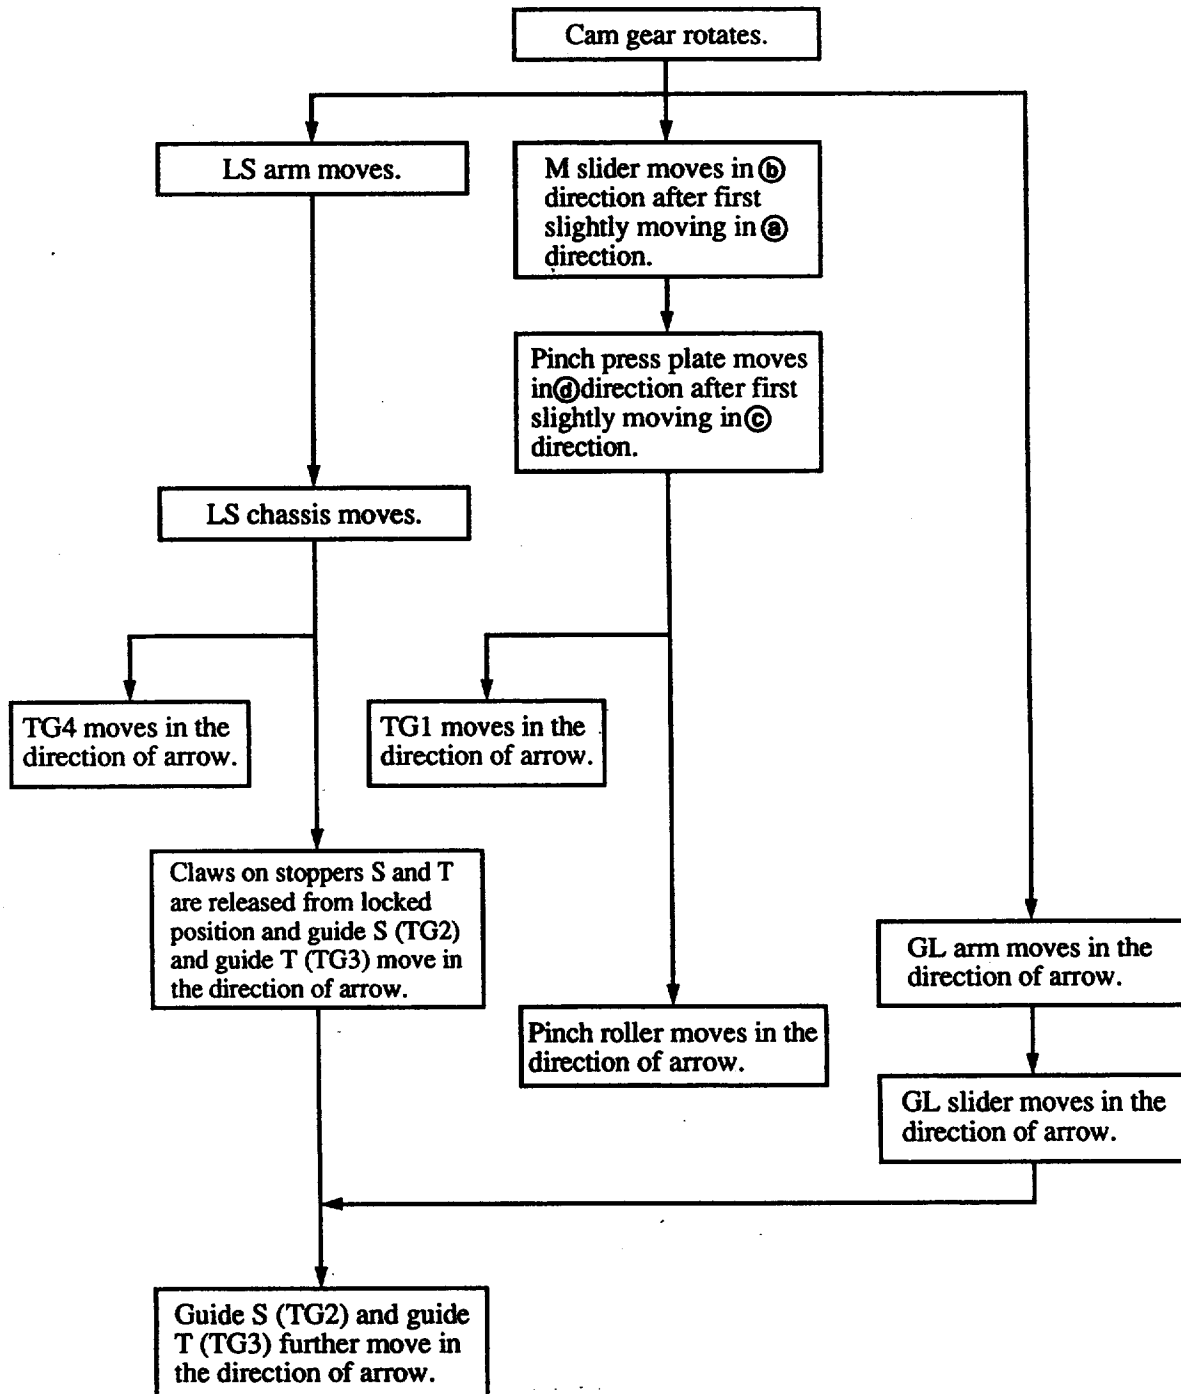 Cam gear rotates.
LS arm moves.
M slider moves in ⓑ
direction after first
slightly moving in ⓐ
direction.
Pinch press plate moves
in ⓓ direction after first
slightly moving in ⓒ
direction.
LS chassis moves.
TG4 moves in the
direction of arrow.
TG1 moves in the
direction of arrow.
Claws on stoppers S and T
are released from locked
position and guide S (TG2)
and guide T (TG3) move in
the direction of arrow.
GL arm moves in the
direction of arrow.
Pinch roller moves in the
direction of arrow.
GL slider moves in the
direction of arrow.
Guide S (TG2) and guide
T (TG3) further move in
the direction of arrow.